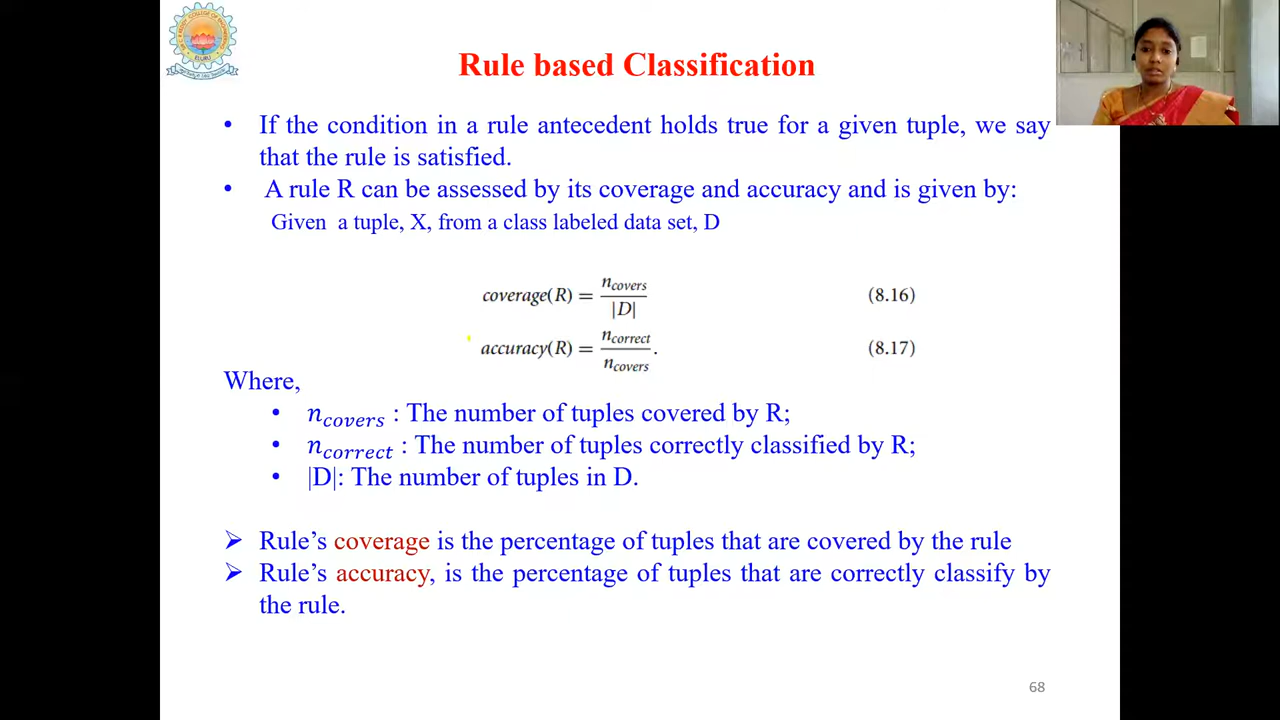 Rule based Classification
• If the condition in a rule antecedent holds true for a given tuple, we say
that the rule is satisfied.
• A rule R can be assessed by its coverage and accuracy and is given by:
Given a tuple, X, from a class labeled data set, D
coverage(R) = n_covers / |D| (8.16)
accuracy(R) = n_correct / n_covers . (8.17)
Where,
• n_covers : The number of tuples covered by R;
• n_correct : The number of tuples correctly classified by R;
• |D|: The number of tuples in D.
➢ Rule's coverage is the percentage of tuples that are covered by the rule
➢ Rule's accuracy, is the percentage of tuples that are correctly classify by
the rule.
68